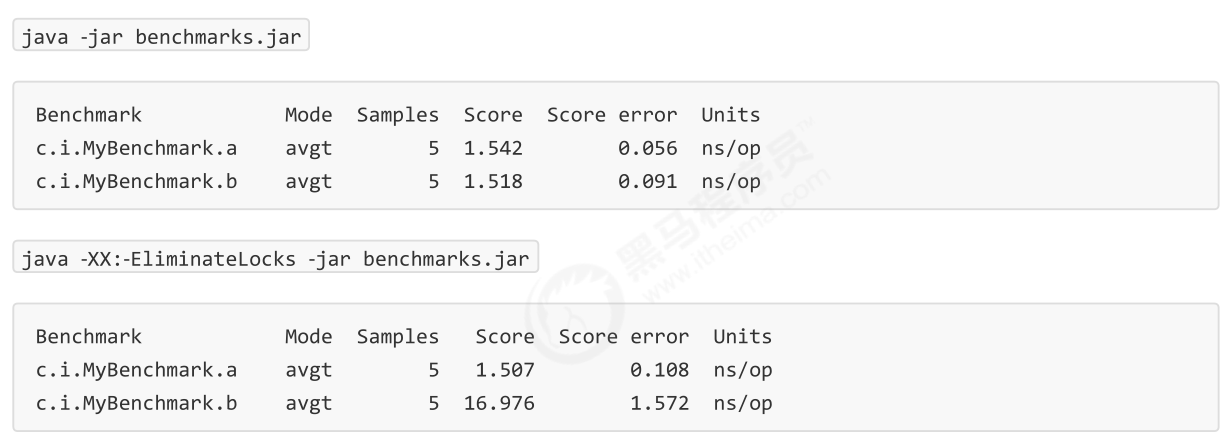 java -jar benchmarks.jar
Benchmark Mode Samples Score Score error Units
c.i.MyBenchmark.a avgt 5 1.542 0.056 ns/op
c.i.MyBenchmark.b avgt 5 1.518 0.091 ns/op
黑马程序员™
www.itheima.com
java -XX:-EliminateLocks -jar benchmarks.jar
Benchmark Mode Samples Score Score error Units
c.i.MyBenchmark.a avgt 5 1.507 0.108 ns/op
c.i.MyBenchmark.b avgt 5 16.976 1.572 ns/op